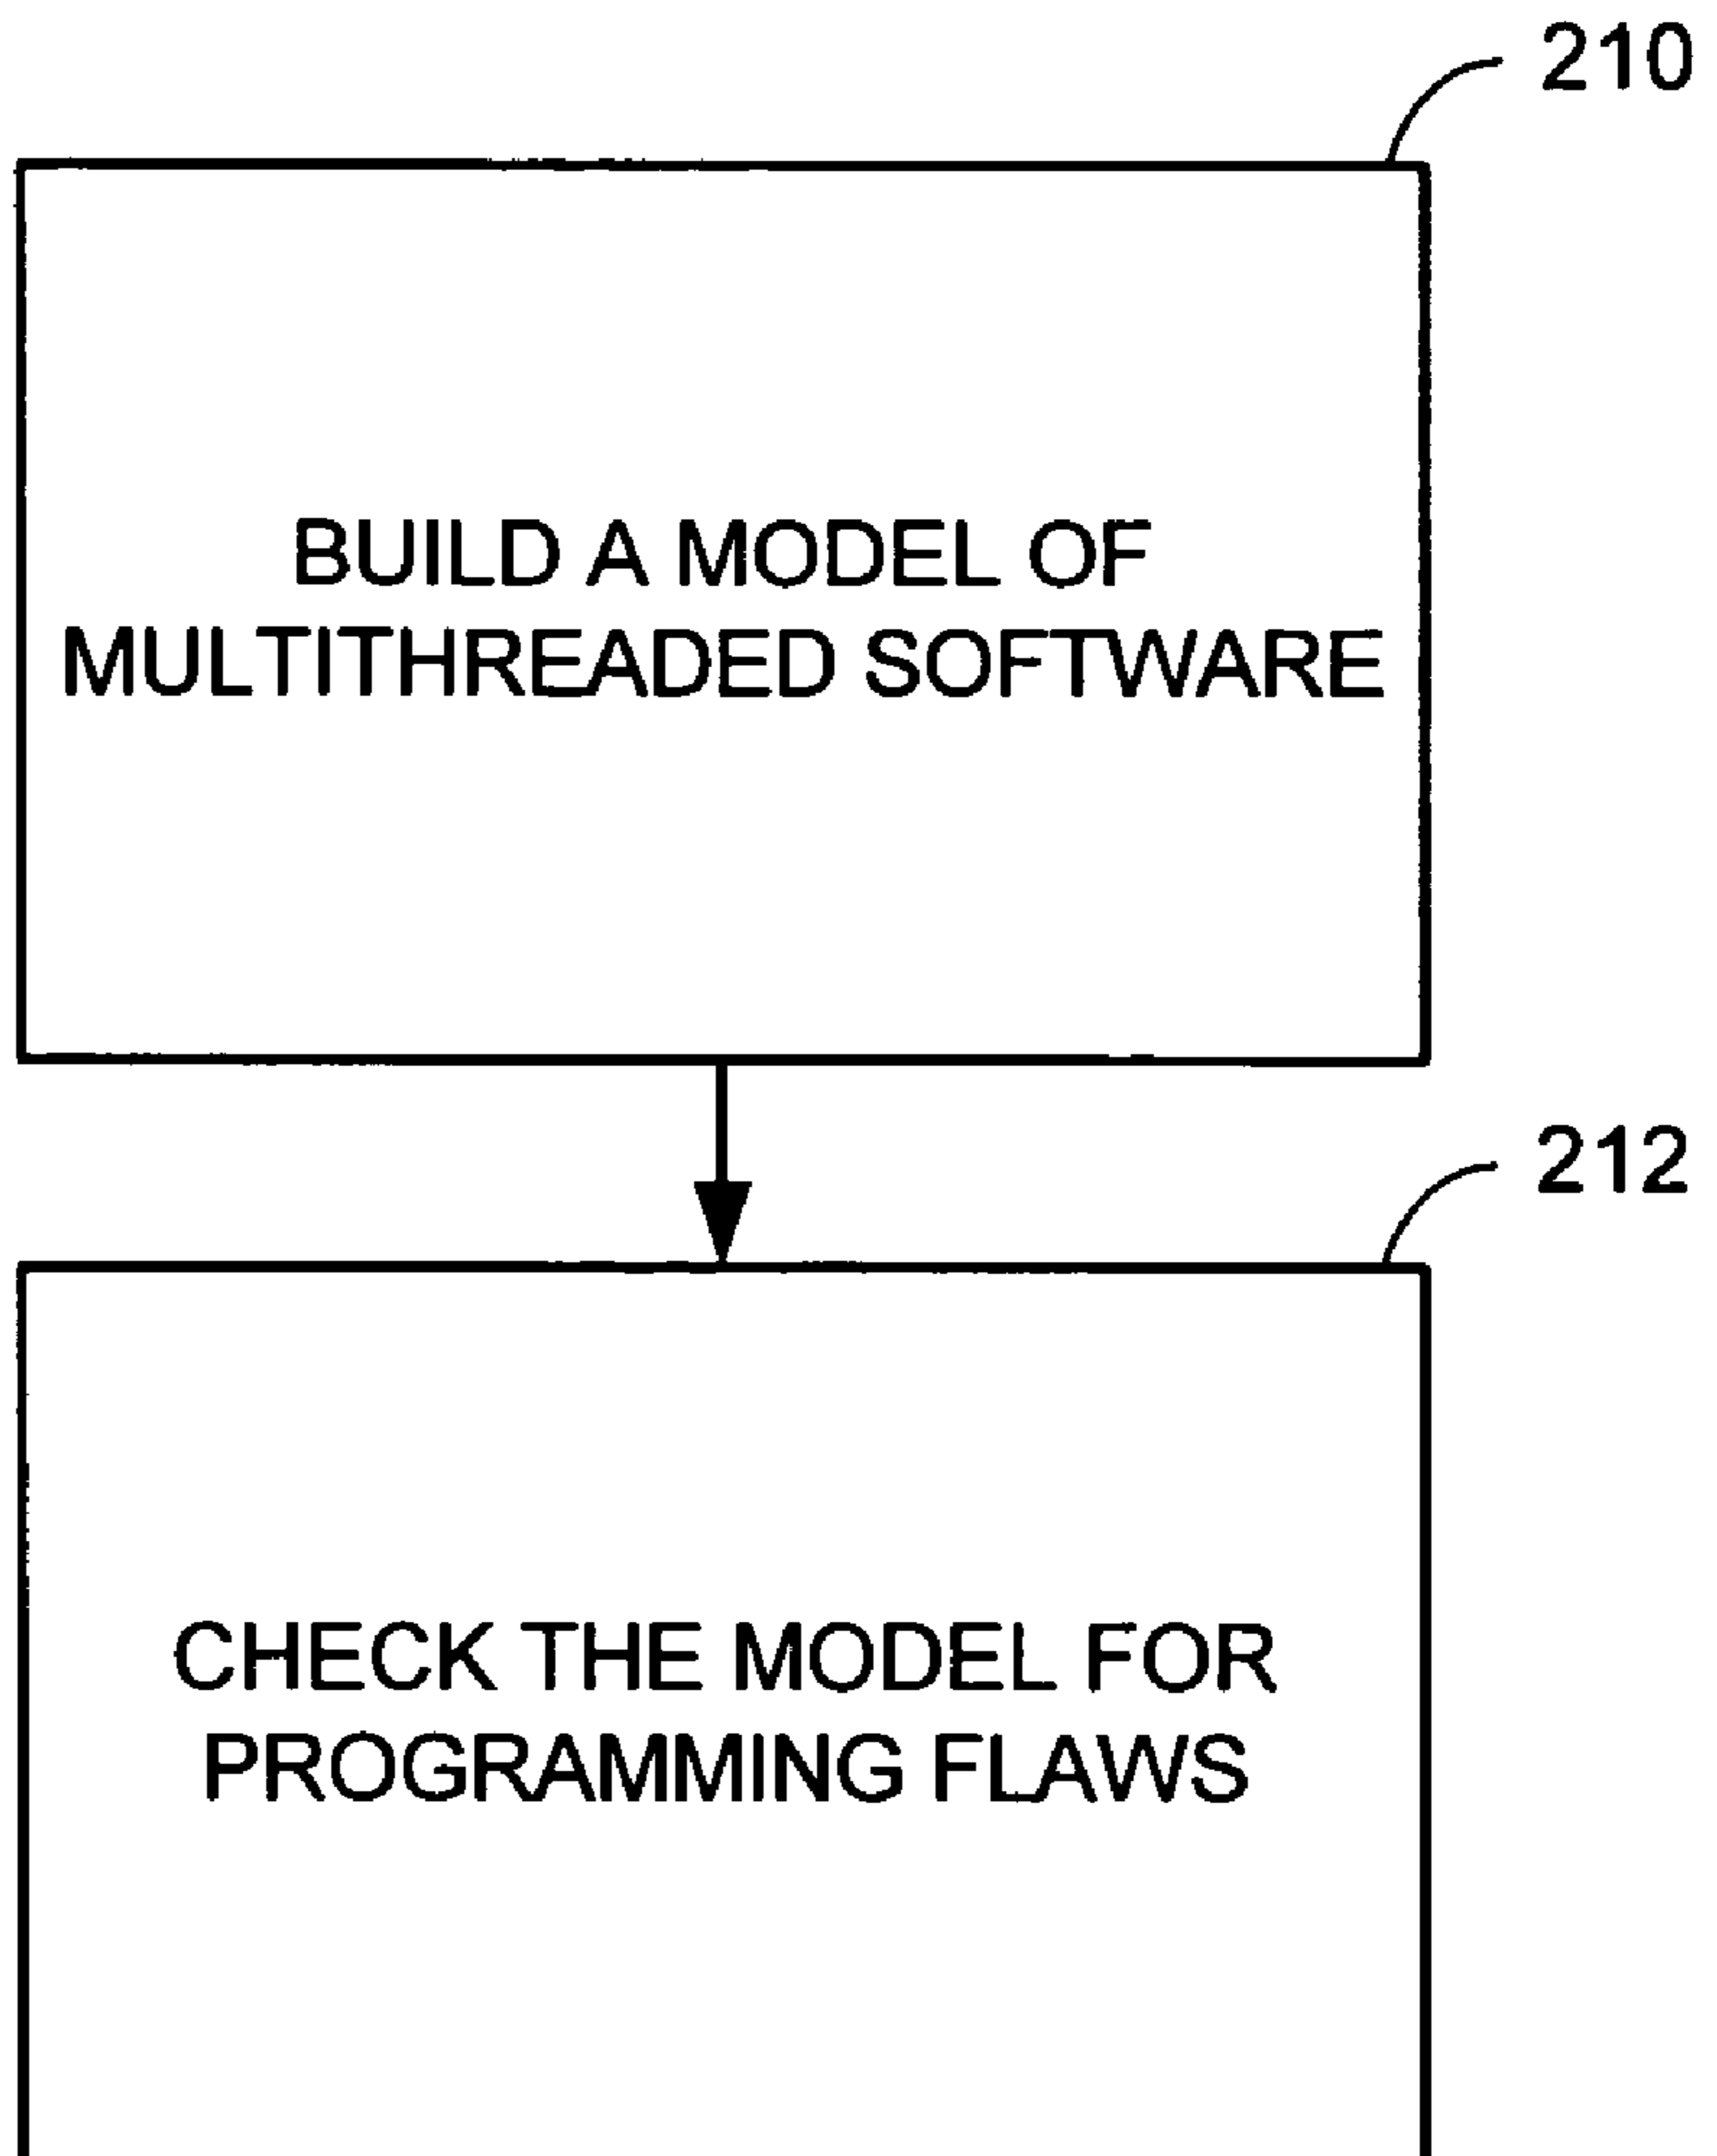 210
BUILD A MODEL OF
MULTITHREADED SOFTWARE
212
CHECK THE MODEL FOR
PROGRAMMING FLAWS